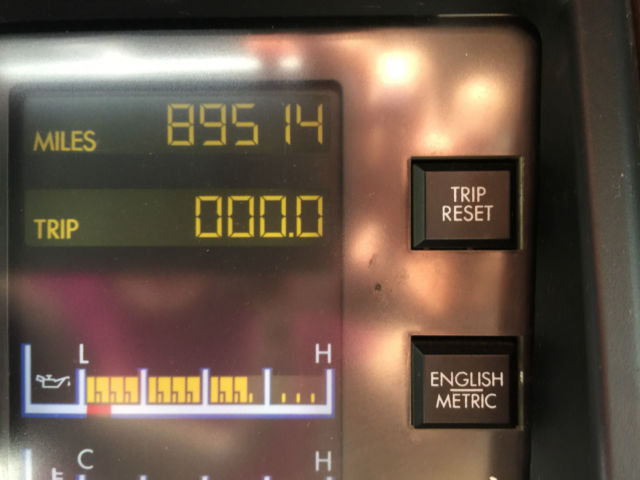 MILES 89514
TRIP 000.0
TRIP
RESET
L H
ENGLISH
METRIC
C H